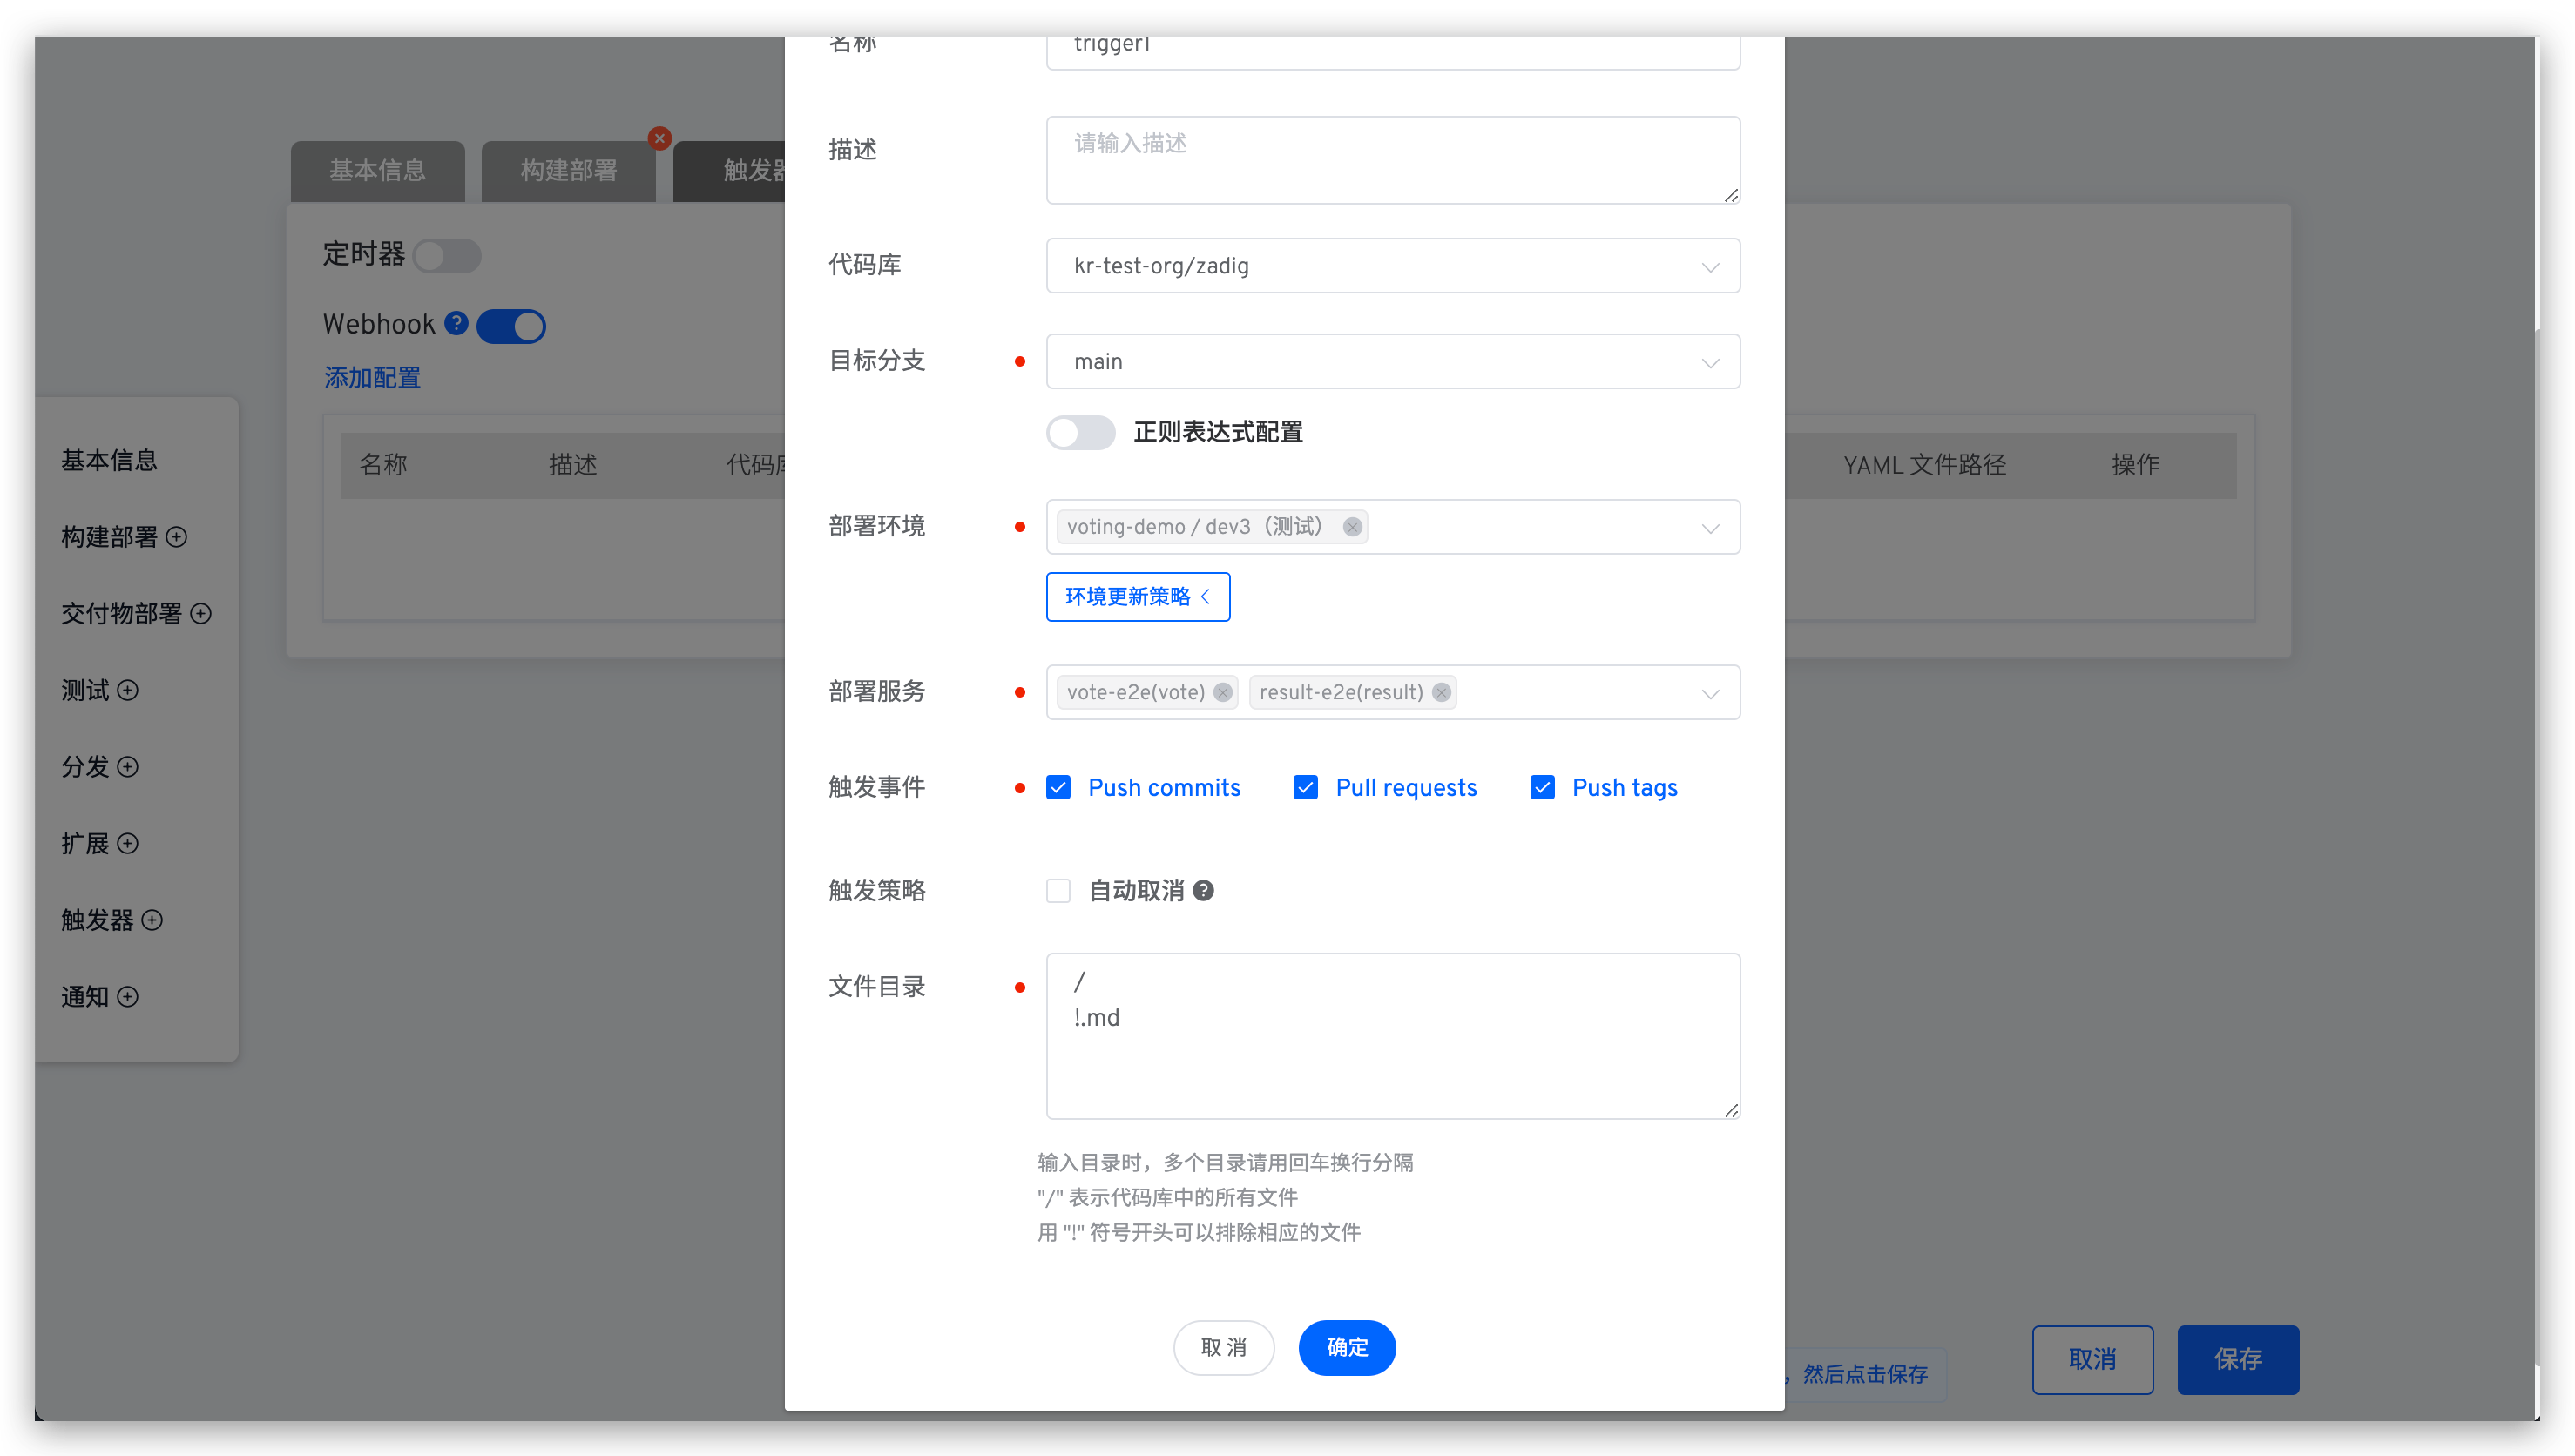 名称
trigger1
描述
请输入描述
代码库
kr-test-org/zadig
目标分支
main
正则表达式配置
部署环境
voting-demo / dev3（测试）
环境更新策略
部署服务
vote-e2e(vote)
result-e2e(result)
触发事件
Push commits
Pull requests
Push tags
触发策略
自动取消
文件目录
/
!.md
输入目录时，多个目录请用回车换行分隔
"/" 表示代码库中的所有文件
用 "!" 符号开头可以排除相应的文件
取 消
确定
基本信息
构建部署
触发器
定时器
Webhook
添加配置
名称
描述
代码库
YAML 文件路径
操作
基本信息
构建部署
交付物部署
测试
分发
扩展
触发器
通知
，然后点击保存
取消
保存